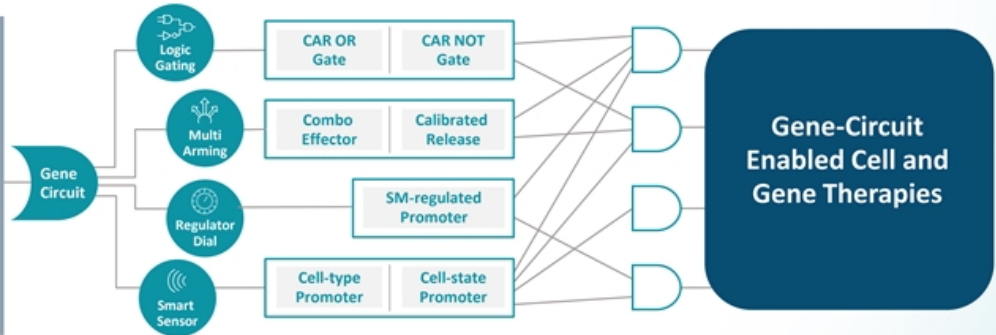 Gene
Circuit
Logic
Gating
CAR OR
Gate
CAR NOT
Gate
Multi
Arming
Combo
Effector
Calibrated
Release
Regulator
Dial
SM-regulated
Promoter
Smart
Sensor
Cell-type
Promoter
Cell-state
Promoter
Gene-Circuit
Enabled Cell and
Gene Therapies